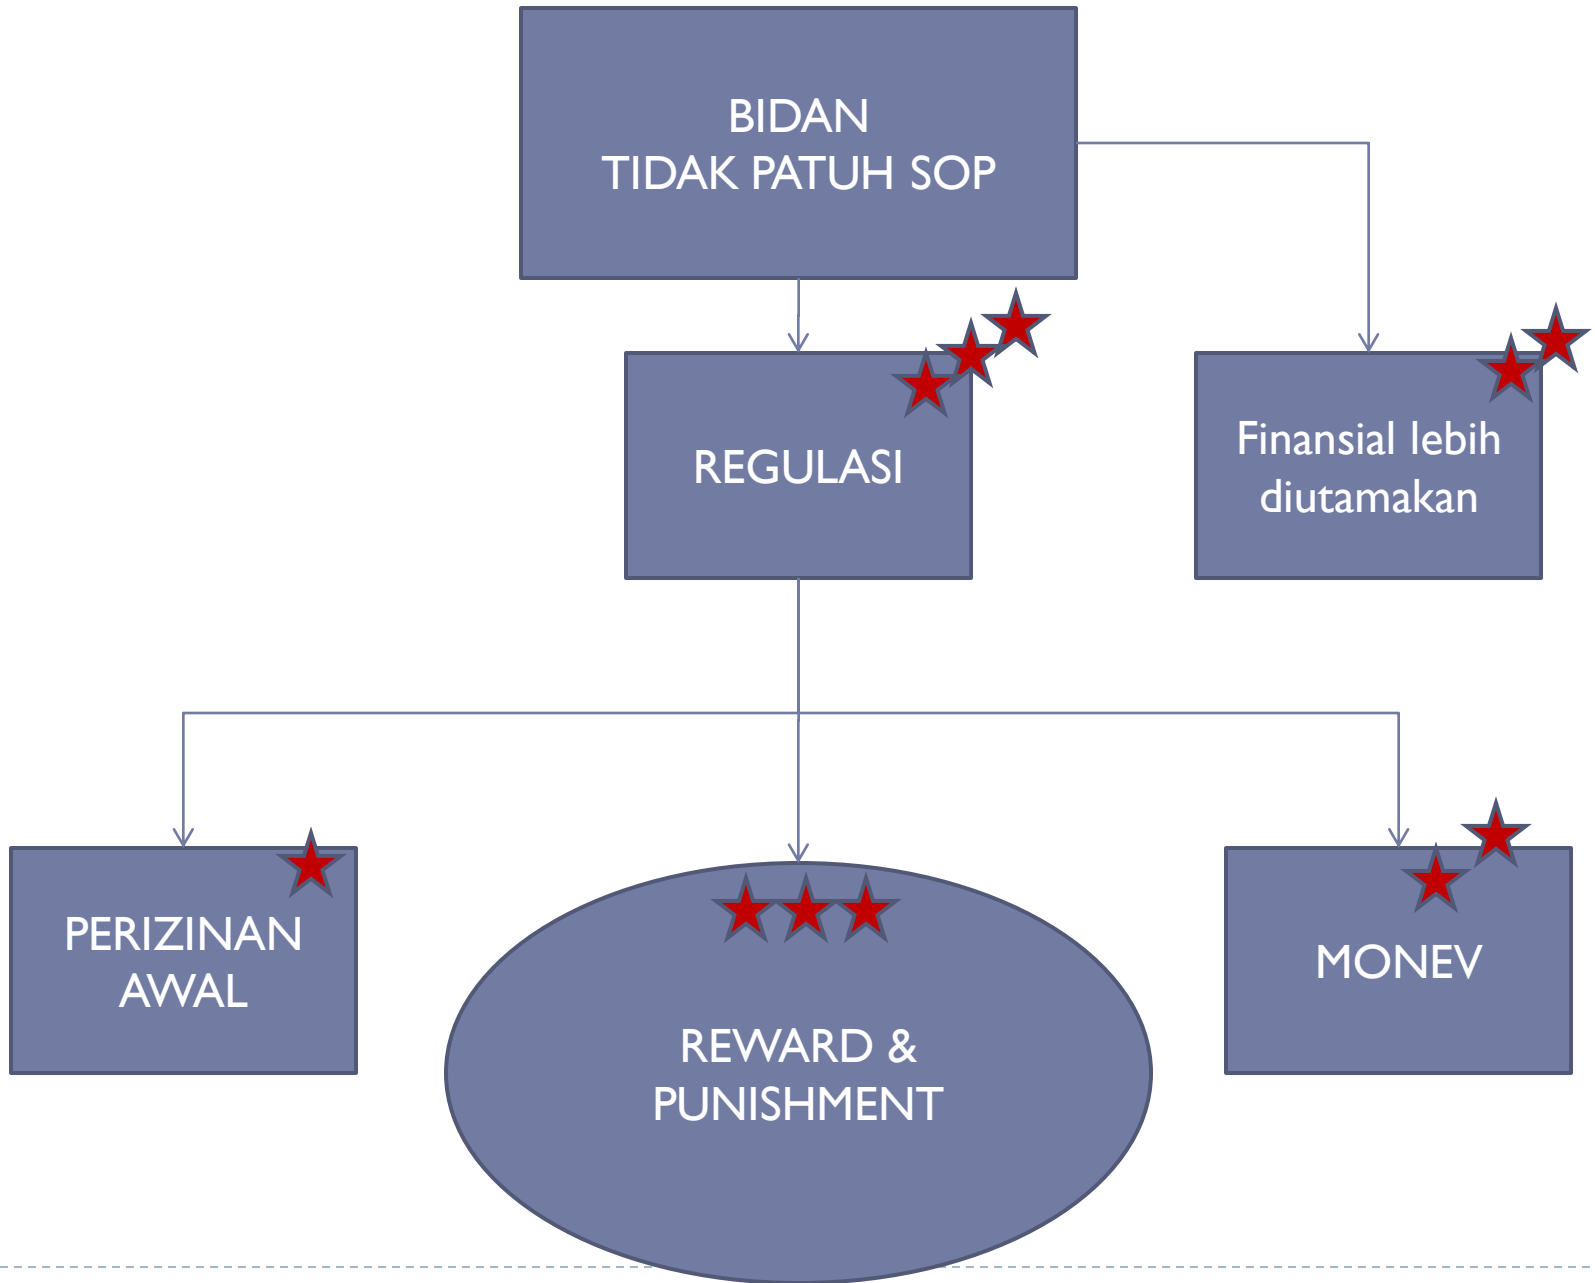 BIDAN
TIDAK PATUH SOP
REGULASI
Finansial lebih
diutamakan
PERIZINAN
AWAL
REWARD &
PUNISHMENT
MONEV